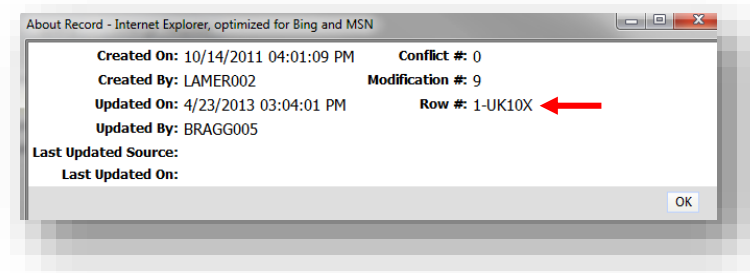 About Record - Internet Explorer, optimized for Bing and MSN
Created On: 10/14/2011 04:01:09 PM Conflict #: 0
Created By: LAMER002 Modification #: 9
Updated On: 4/23/2013 03:04:01 PM Row #: 1-UK10X
Updated By: BRAGG005
Last Updated Source:
Last Updated On:
OK